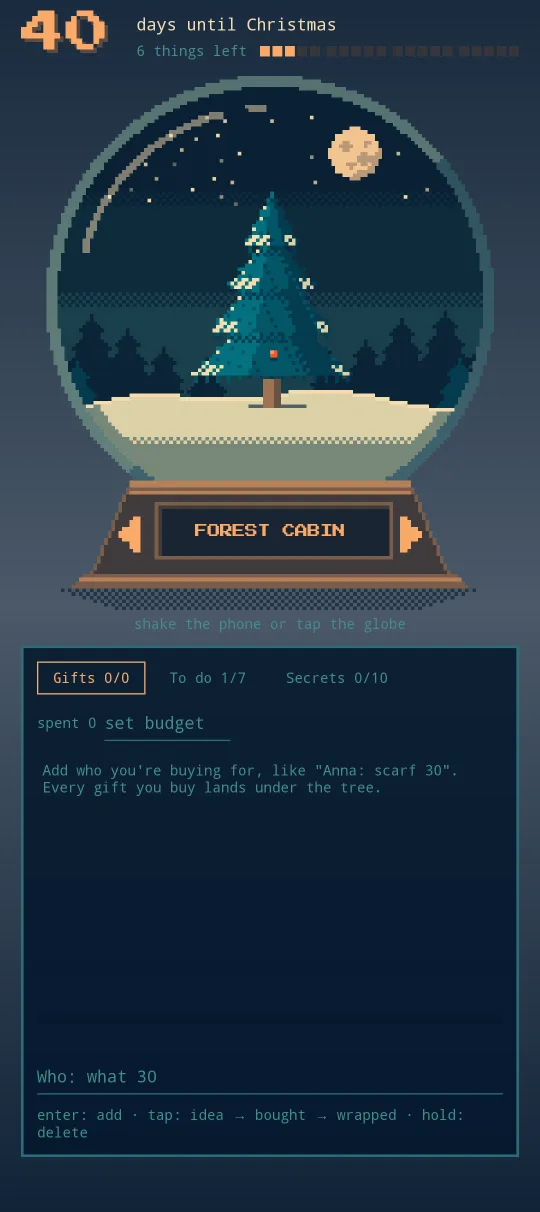 40
days until Christmas
6 things left
FOREST CABIN
shake the phone or tap the globe
Gifts 0/0
To do 1/7
Secrets 0/10
spent 0 set budget
Add who you're buying for, like "Anna: scarf 30".
Every gift you buy lands under the tree.
Who: what 30
enter: add · tap: idea → bought → wrapped · hold:
delete